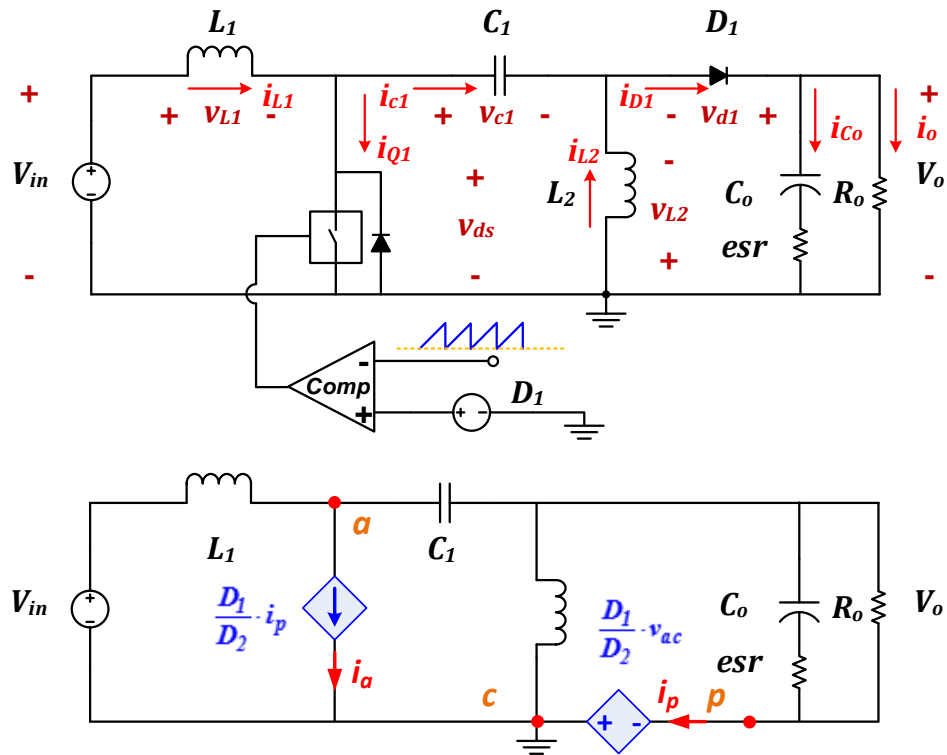 L1 C1 D1
+ + vL1 - iL1 ic1 + vc1 - iD1 - vd1 + iCo + io
iQ1
Vin + iL2 - Co Ro Vo
vds L2 vL2
- - + esr -
Comp - +
D1
a
L1 C1
Vin D1/D2 · ip D1/D2 · vac Co Ro Vo
esr
ia c + - ip p